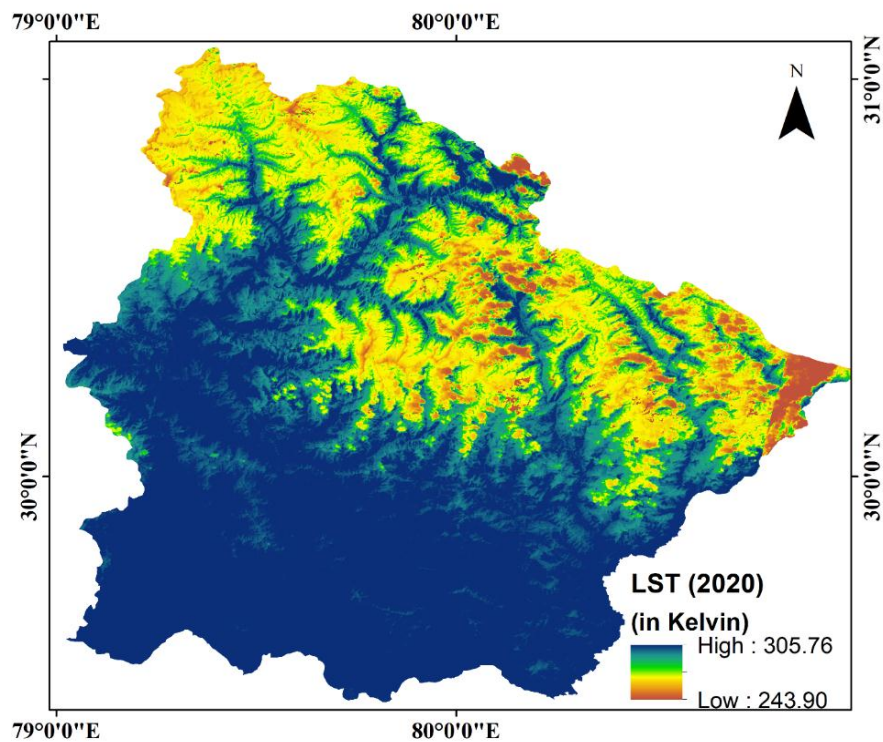 79°0'0"E 80°0'0"E
N
31°0'0"N
30°0'0"N 30°0'0"N
LST (2020)
(in Kelvin)
High : 305.76
Low : 243.90
79°0'0"E 80°0'0"E